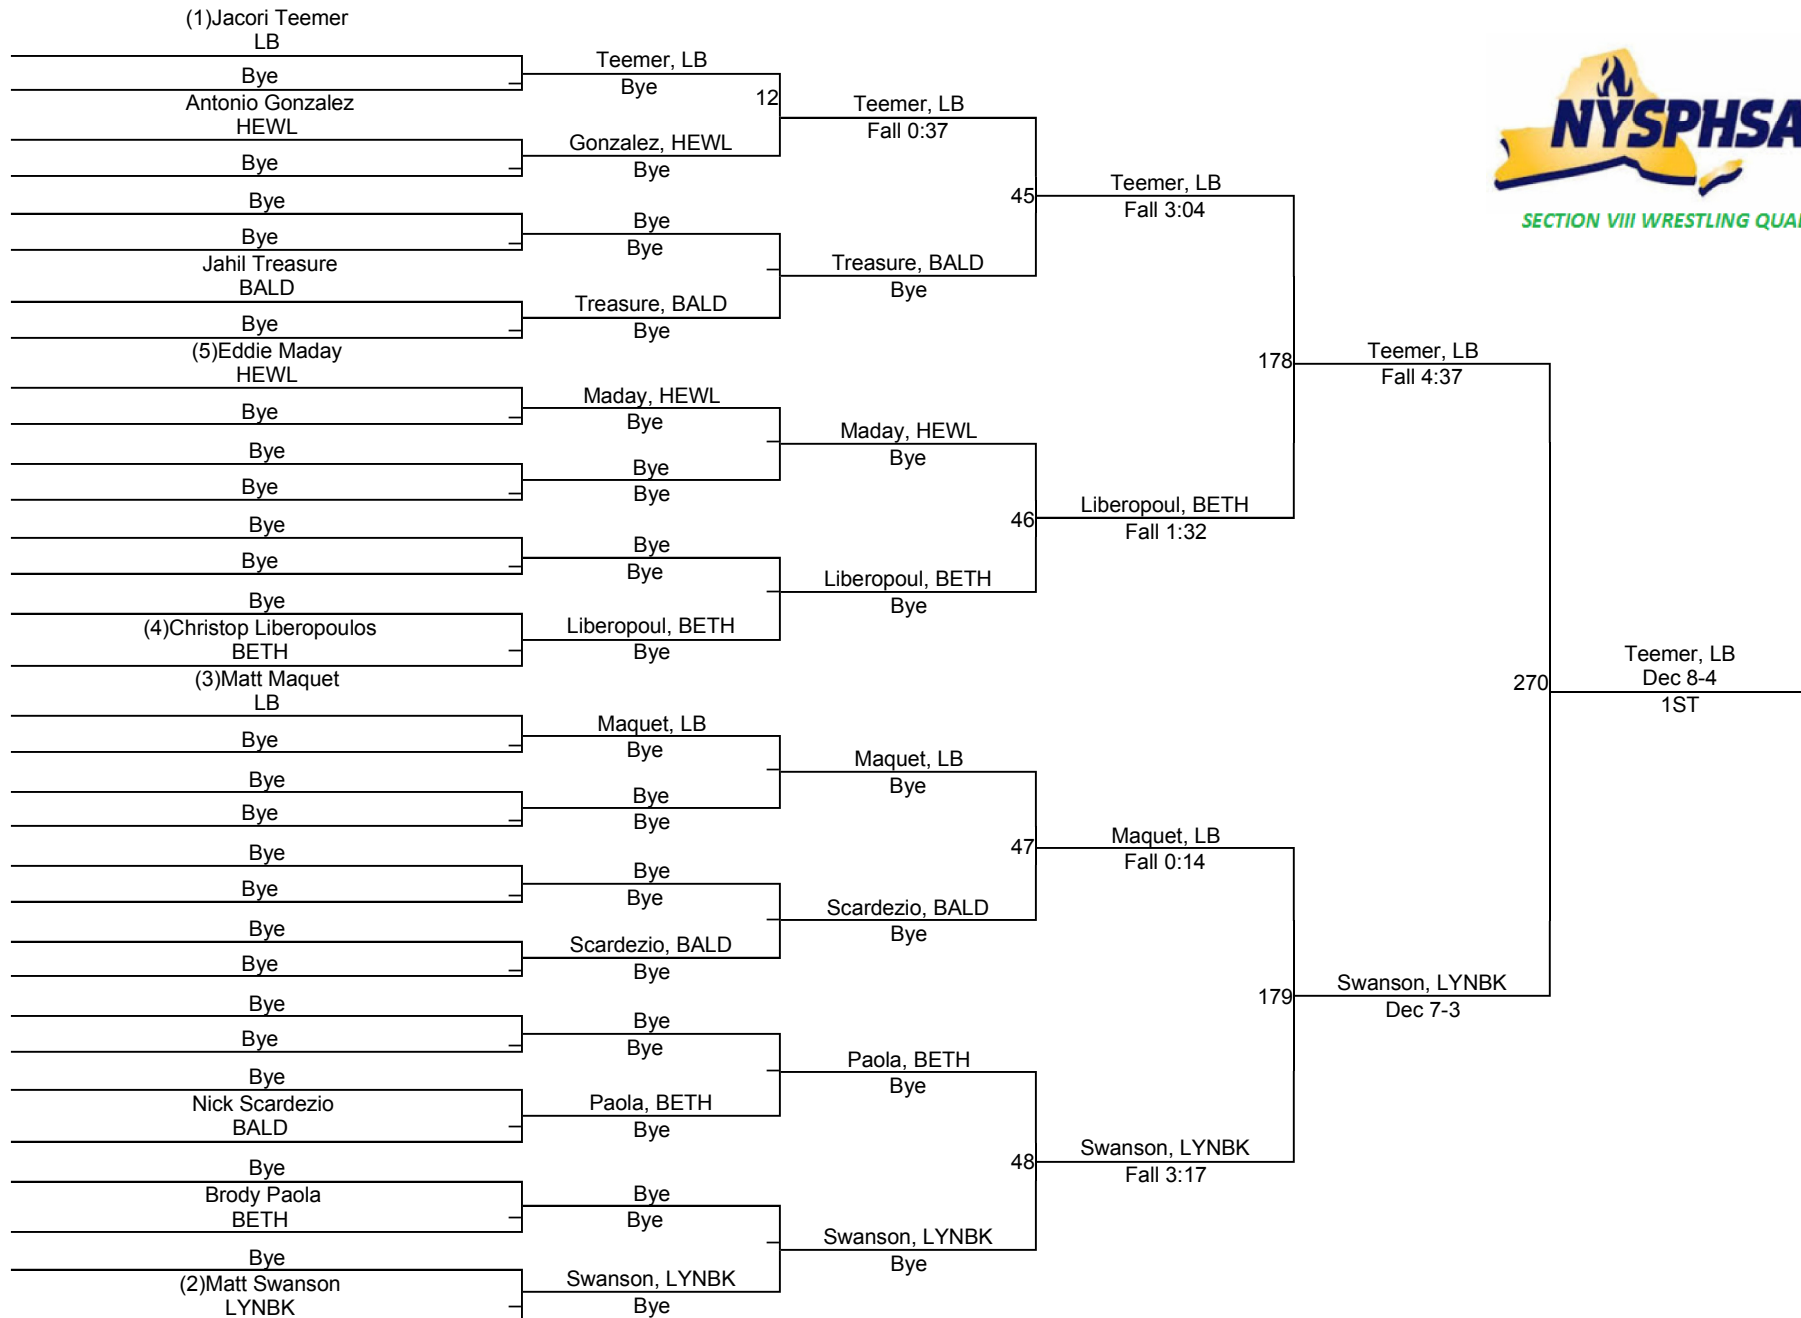 (1)Jacori Teemer
LB
Bye
Antonio Gonzalez
HEWL
Bye
Bye
Bye
Jahil Treasure
BALD
Bye
(5)Eddie Maday
HEWL
Bye
Bye
Bye
Bye
Bye
Bye
(4)Christop Liberopoulos
BETH
(3)Matt Maquet
LB
Bye
Bye
Bye
Bye
Bye
Bye
Bye
Bye
Bye
Bye
Nick Scardezio
BALD
Bye
Brody Paola
BETH
Bye
(2)Matt Swanson
LYNBK
Teemer, LB
Bye
12
Gonzalez, HEWL
Bye
Bye
Bye
Treasure, BALD
Bye
Maday, HEWL
Bye
Bye
Bye
Bye
Bye
Liberopoul, BETH
Bye
Maquet, LB
Bye
Bye
Bye
Bye
Bye
Scardezio, BALD
Bye
Bye
Bye
Paola, BETH
Bye
Bye
Bye
Swanson, LYNBK
Bye
Teemer, LB
Fall 0:37
45
Treasure, BALD
Bye
Maday, HEWL
Bye
46
Liberopoul, BETH
Bye
Maquet, LB
Bye
47
Scardezio, BALD
Bye
Paola, BETH
Bye
48
Swanson, LYNBK
Bye
Teemer, LB
Fall 3:04
178
Liberopoul, BETH
Fall 1:32
Maquet, LB
Fall 0:14
179
Swanson, LYNBK
Fall 3:17
Teemer, LB
Fall 4:37
270
Swanson, LYNBK
Dec 7-3
Teemer, LB
Dec 8-4
1ST
NYSPHSA
SECTION VIII WRESTLING QUAL